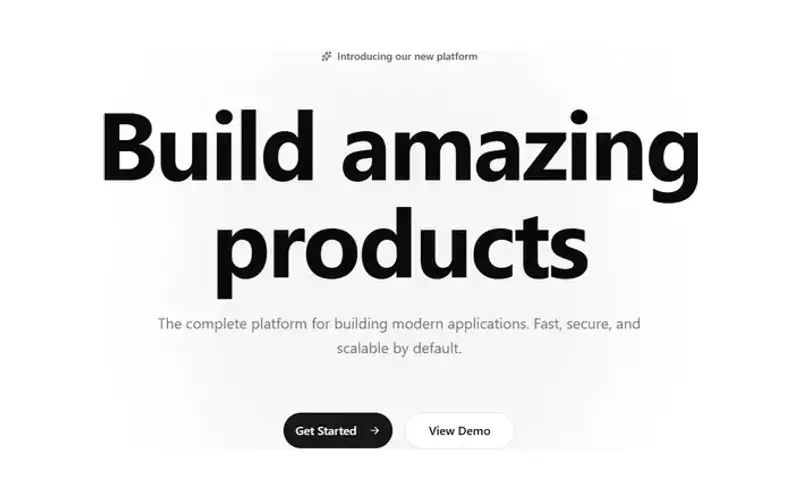 Introducing our new platform
Build amazing
products
The complete platform for building modern applications. Fast, secure, and
scalable by default.
Get Started
View Demo